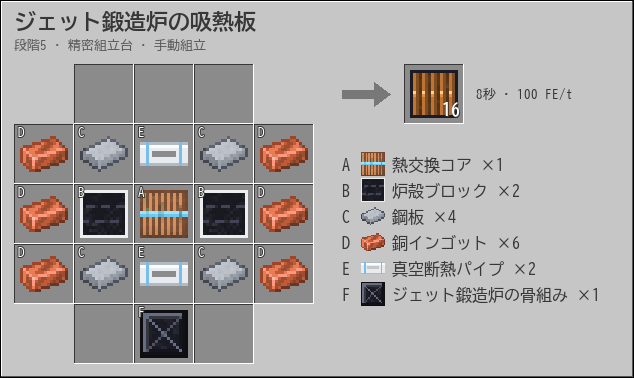 ジェット鍛造炉の吸熱板
段階5 · 精密組立台 · 手動組立
16
8秒 · 100 FE/t
D C E C D
D B A B D
D C E C D
F
A 熱交換コア ×1
B 炉殻ブロック ×2
C 鋼板 ×4
D 銅インゴット ×6
E 真空断熱パイプ ×2
F ジェット鍛造炉の骨組み ×1